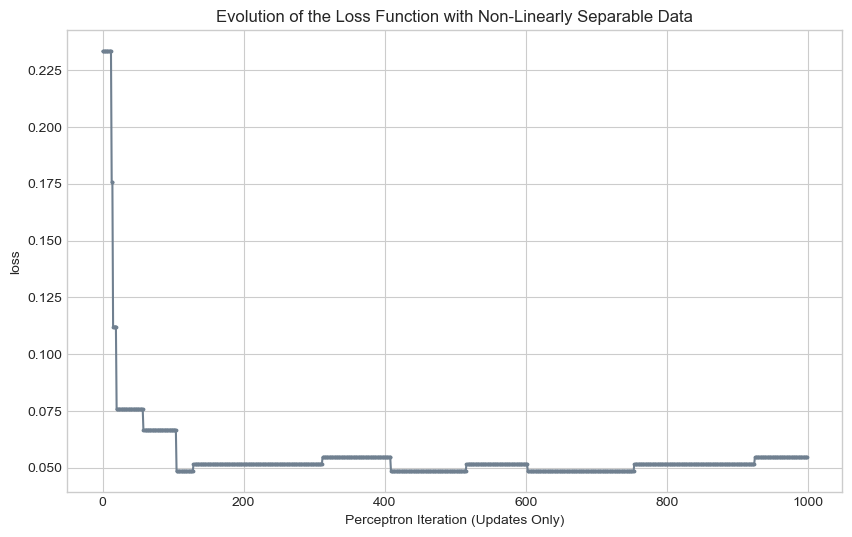 Evolution of the Loss Function with Non-Linearly Separable Data
0.225
0.200
0.175
0.150
0.125
0.100
0.075
0.050
loss
0 200 400 600 800 1000
Perceptron Iteration (Updates Only)